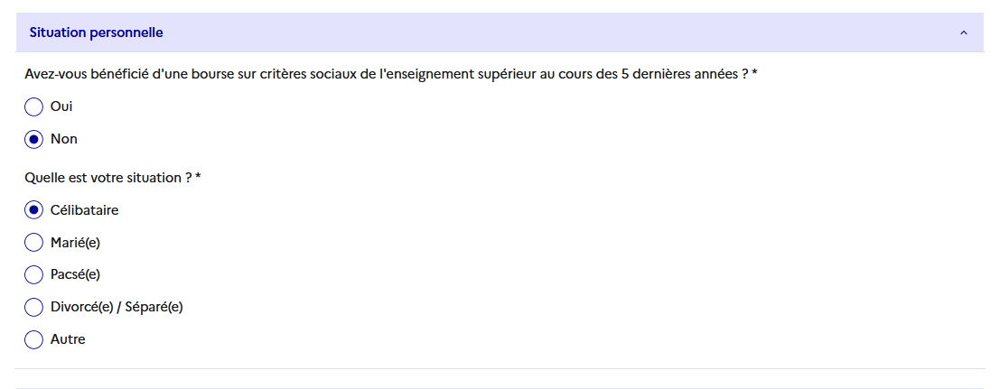 Situation personnelle
Avez-vous bénéficié d'une bourse sur critères sociaux de l'enseignement supérieur au cours des 5 dernières années ? *
Oui
Non
Quelle est votre situation ? *
Célibataire
Marié(e)
Pacsé(e)
Divorcé(e) / Séparé(e)
Autre